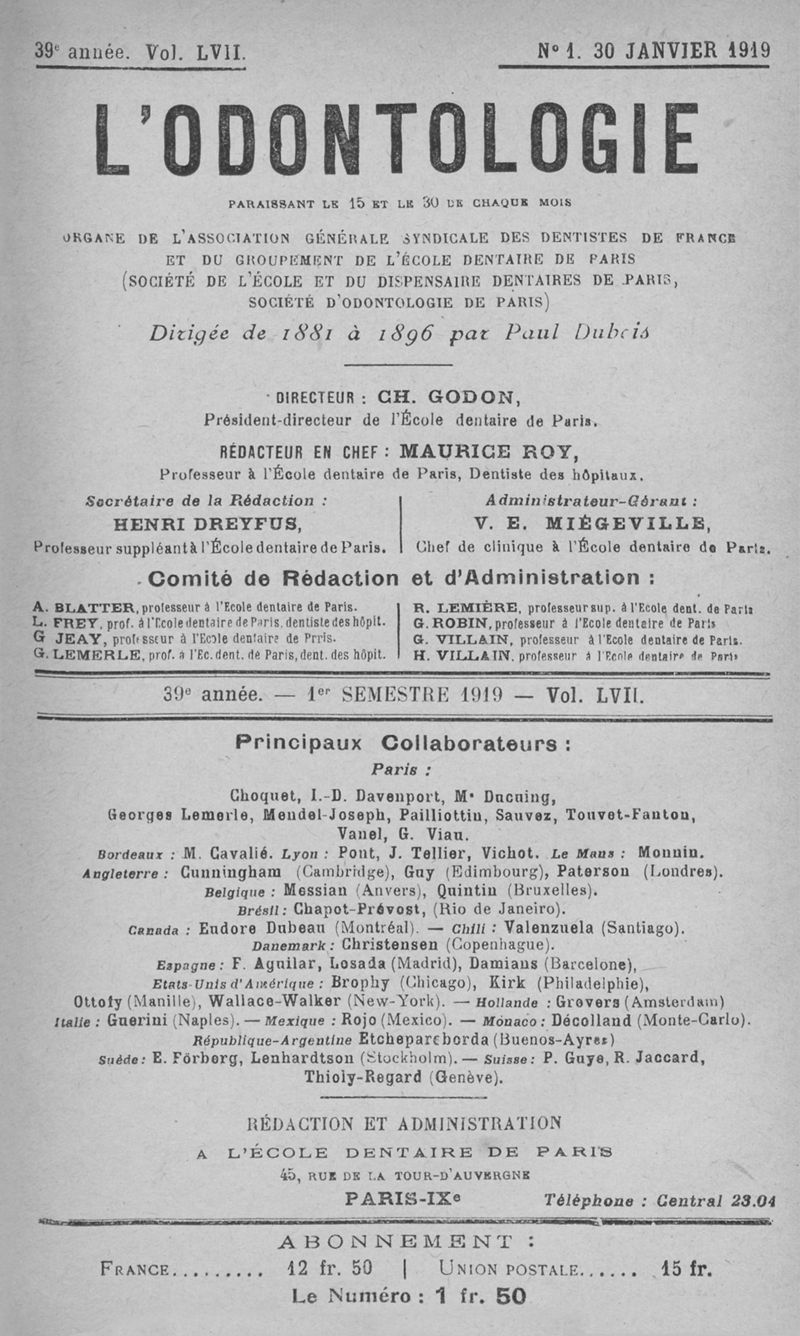 39e année. Vol. LVII.
N° 1. 30 JANVIER 1919
L'ODONTOLOGIE
PARAISSANT LE 15 ET LE 30 DE CHAQUE MOIS
ORGANE DE L'ASSOCIATION GÉNÉRALE SYNDICALE DES DENTISTES DE FRANCE
ET DU GROUPEMENT DE L'ÉCOLE DENTAIRE DE PARIS
(SOCIÉTÉ DE L'ÉCOLE ET DU DISPENSAIRE DENTAIRES DE PARIS,
SOCIÉTÉ D'ODONTOLOGIE DE PARIS)
Dirigée de 1881 à 1896 par Paul Dubois
DIRECTEUR : CH. GODON,
Président-directeur de l'École dentaire de Paris.
RÉDACTEUR EN CHEF : MAURICE ROY,
Professeur à l'École dentaire de Paris, Dentiste des hôpitaux.
Secrétaire de la Rédaction :
HENRI DREYFUS,
Professeur suppléant à l'École dentaire de Paris.
Administrateur-Gérant :
V. E. MIÉGEVILLE,
Chef de clinique à l'École dentaire de Paris.
Comité de Rédaction et d'Administration :
A. BLATTER, professeur à l'Ecole dentaire de Paris.
L. FREY, prof. à l'Ecole dentaire de Paris, dentiste des hôpit.
G JEAY, professeur à l'Ecole dentaire de Prris.
G. LEMERLE, prof. à l'Ec. dent. de Paris, dent. des hôpit.
R. LEMIÈRE, professeur sup. à l'Ecole dent. de Paris
G. ROBIN, professeur à l'Ecole dentaire de Paris
G. VILLAIN, professeur à l'Ecole dentaire de Paris.
H. VILLAIN, professeur à l'Ecole dentaire de Paris
39e année. — 1er SEMESTRE 1919 — Vol. LVII.
Principaux Collaborateurs :
Paris :
Choquet, I.-D. Davenport, Me Ducuing,
Georges Lemerle, Mendel-Joseph, Pailliottin, Sauvez, Touvet-Fanton,
Vanel, G. Viau.
Bordeaux : M. Cavalié. Lyon : Pont, J. Tellier, Vichot. Le Mans : Mounin.
Angleterre : Cunningham (Cambridge), Guy (Edimbourg), Paterson (Londres).
Belgique : Messian (Anvers), Quintin (Bruxelles).
Brésil : Chapot-Prévost, (Rio de Janeiro).
Canada : Eudore Dubeau (Montréal). — Chili : Valenzuela (Santiago).
Danemark : Christensen (Copenhague).
Espagne : F. Aguilar, Losada (Madrid), Damians (Barcelone),
Etats-Unis d'Amérique : Brophy (Chicago), Kirk (Philadelphie),
Ottofy (Manille), Wallace-Walker (New-York). — Hollande : Grevers (Amsterdam)
Italie : Guerini (Naples). — Mexique : Rojo (Mexico). — Monaco : Décolland (Monte-Carlo).
République-Argentine Etchepareborda (Buenos-Ayres)
Suède : E. Förberg, Lenhardtson (Stockholm). — Suisse : P. Guye, R. Jaccard,
Thioly-Regard (Genève).
RÉDACTION ET ADMINISTRATION
A L'ÉCOLE DENTAIRE DE PARIS
45, RUE DE LA TOUR-D'AUVERGNE
PARIS-IXe Téléphone : Central 23.04
ABONNEMENT :
FRANCE.......... 12 fr. 50 | UNION POSTALE...... 15 fr.
Le Numéro : 1 fr. 50